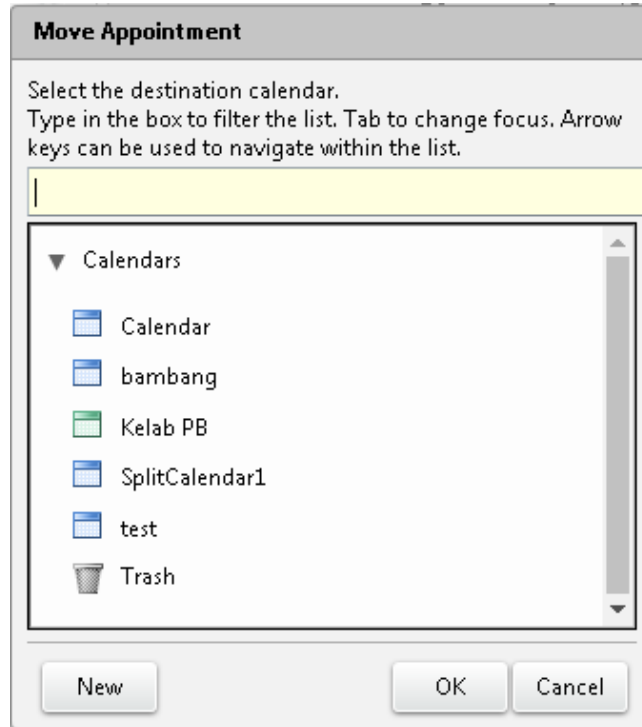 Move Appointment
Select the destination calendar.
Type in the box to filter the list. Tab to change focus. Arrow
keys can be used to navigate within the list.
Calendars
Calendar
bambang
Kelab PB
SplitCalendar1
test
Trash
New
OK
Cancel